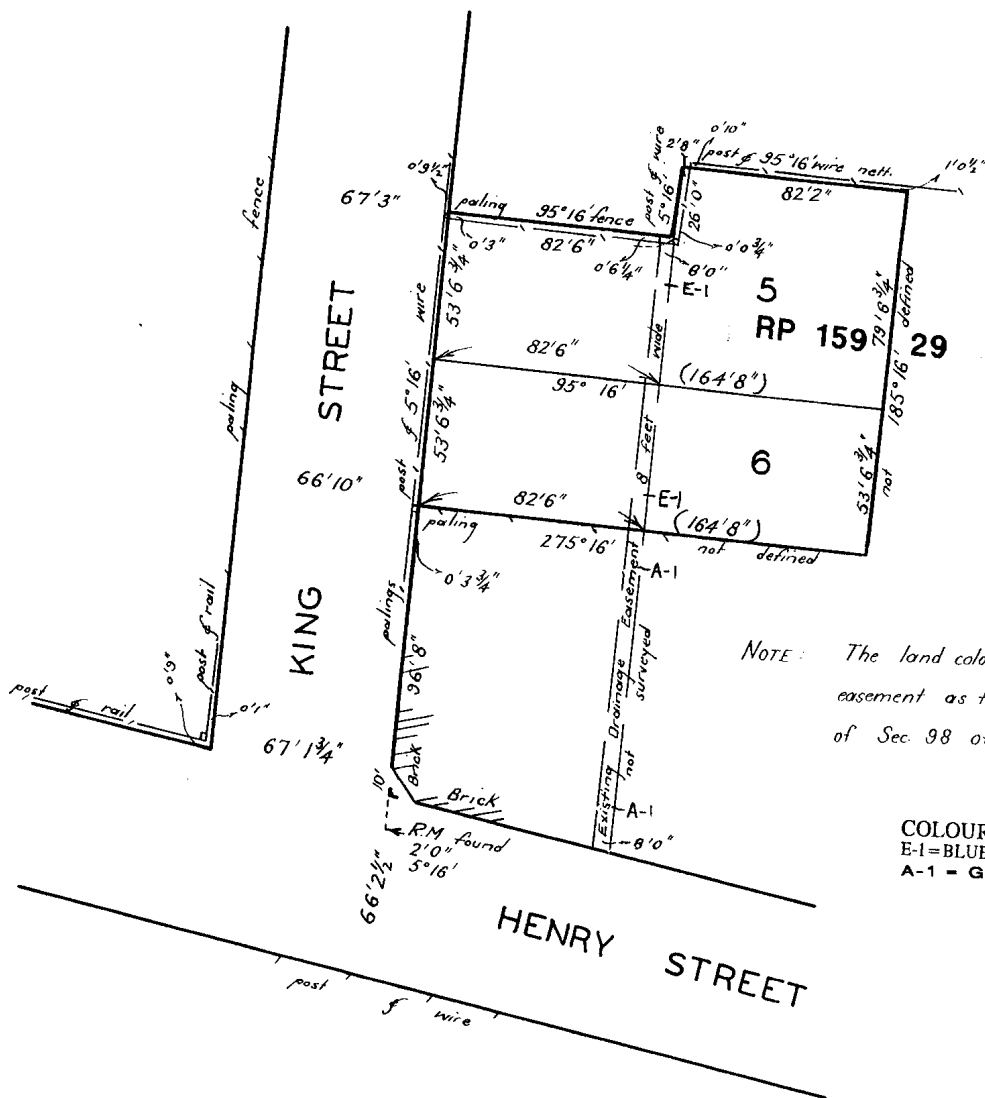 67'3"
0'9½"
paling
95°16' fence
82'6"
0'3"
post & wire
5°16'
2'8"
0'10"
post & 95°16' wire nett.
82'2"
1'0½"
26'0"
0'0¾"
0'6¼"
8'0"
E-1
5
RP 159 29
79'6¾"
185°16'
not defined
fence
paling
post & rail
STREET
KING
53'6¾"
wire
82'6"
95°16'
(164'8")
wide
8 feet
53'6¾"
post & 5°16'
6
53'6¾"
66'10"
82'6"
E-1
(164'8")
paling
275°16'
not defined
0'3¾"
A-1
palings
96'8"
Existing Drainage Easement
not surveyed
NOTE: The land colo
easement as t
of Sec. 98 o
post & rail
0'9"
0'1"
67'1¾"
10'
Brick
Brick
A-1
8'0"
R.M found
2'0"
5°16'
66'2½"
COLOUR
E-1=BLUE
A-1 = G
HENRY STREET
post & wire